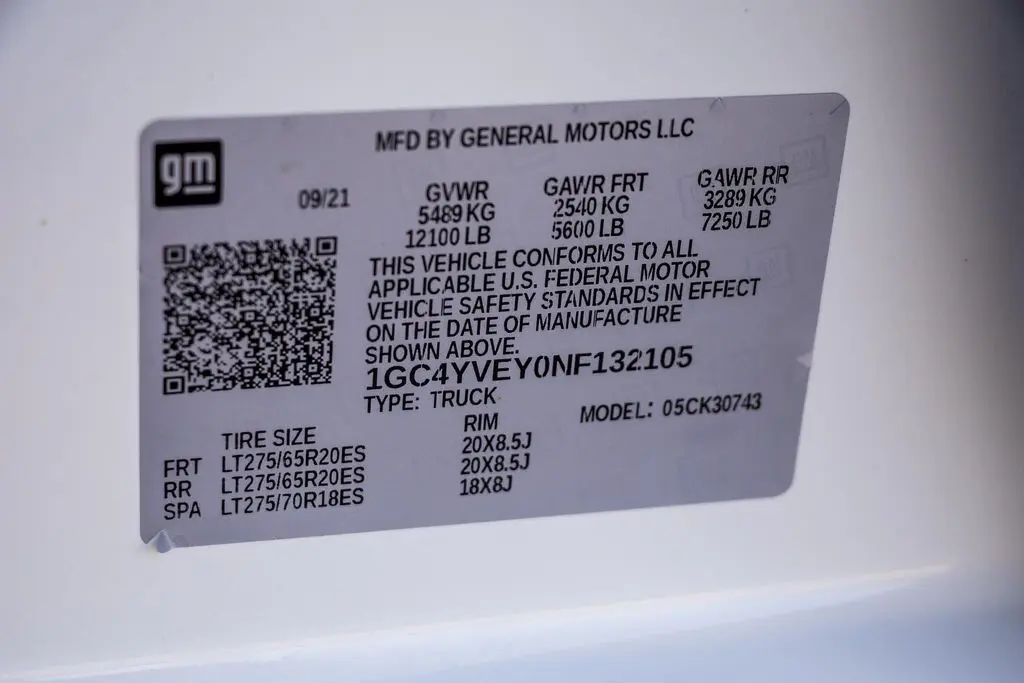 gm
MFD BY GENERAL MOTORS LLC
09/21
GVWR GAWR FRT GAWR RR
5489 KG 2540 KG 3289 KG
12100 LB 5600 LB 7250 LB
THIS VEHICLE CONFORMS TO ALL
APPLICABLE U.S. FEDERAL MOTOR
VEHICLE SAFETY STANDARDS IN EFFECT
ON THE DATE OF MANUFACTURE
SHOWN ABOVE.
1GC4YVEY0NF132105
TYPE: TRUCK MODEL: 05CK30743
TIRE SIZE RIM
FRT LT275/65R20ES 20X8.5J
RR LT275/65R20ES 20X8.5J
SPA LT275/70R18ES 18X8J